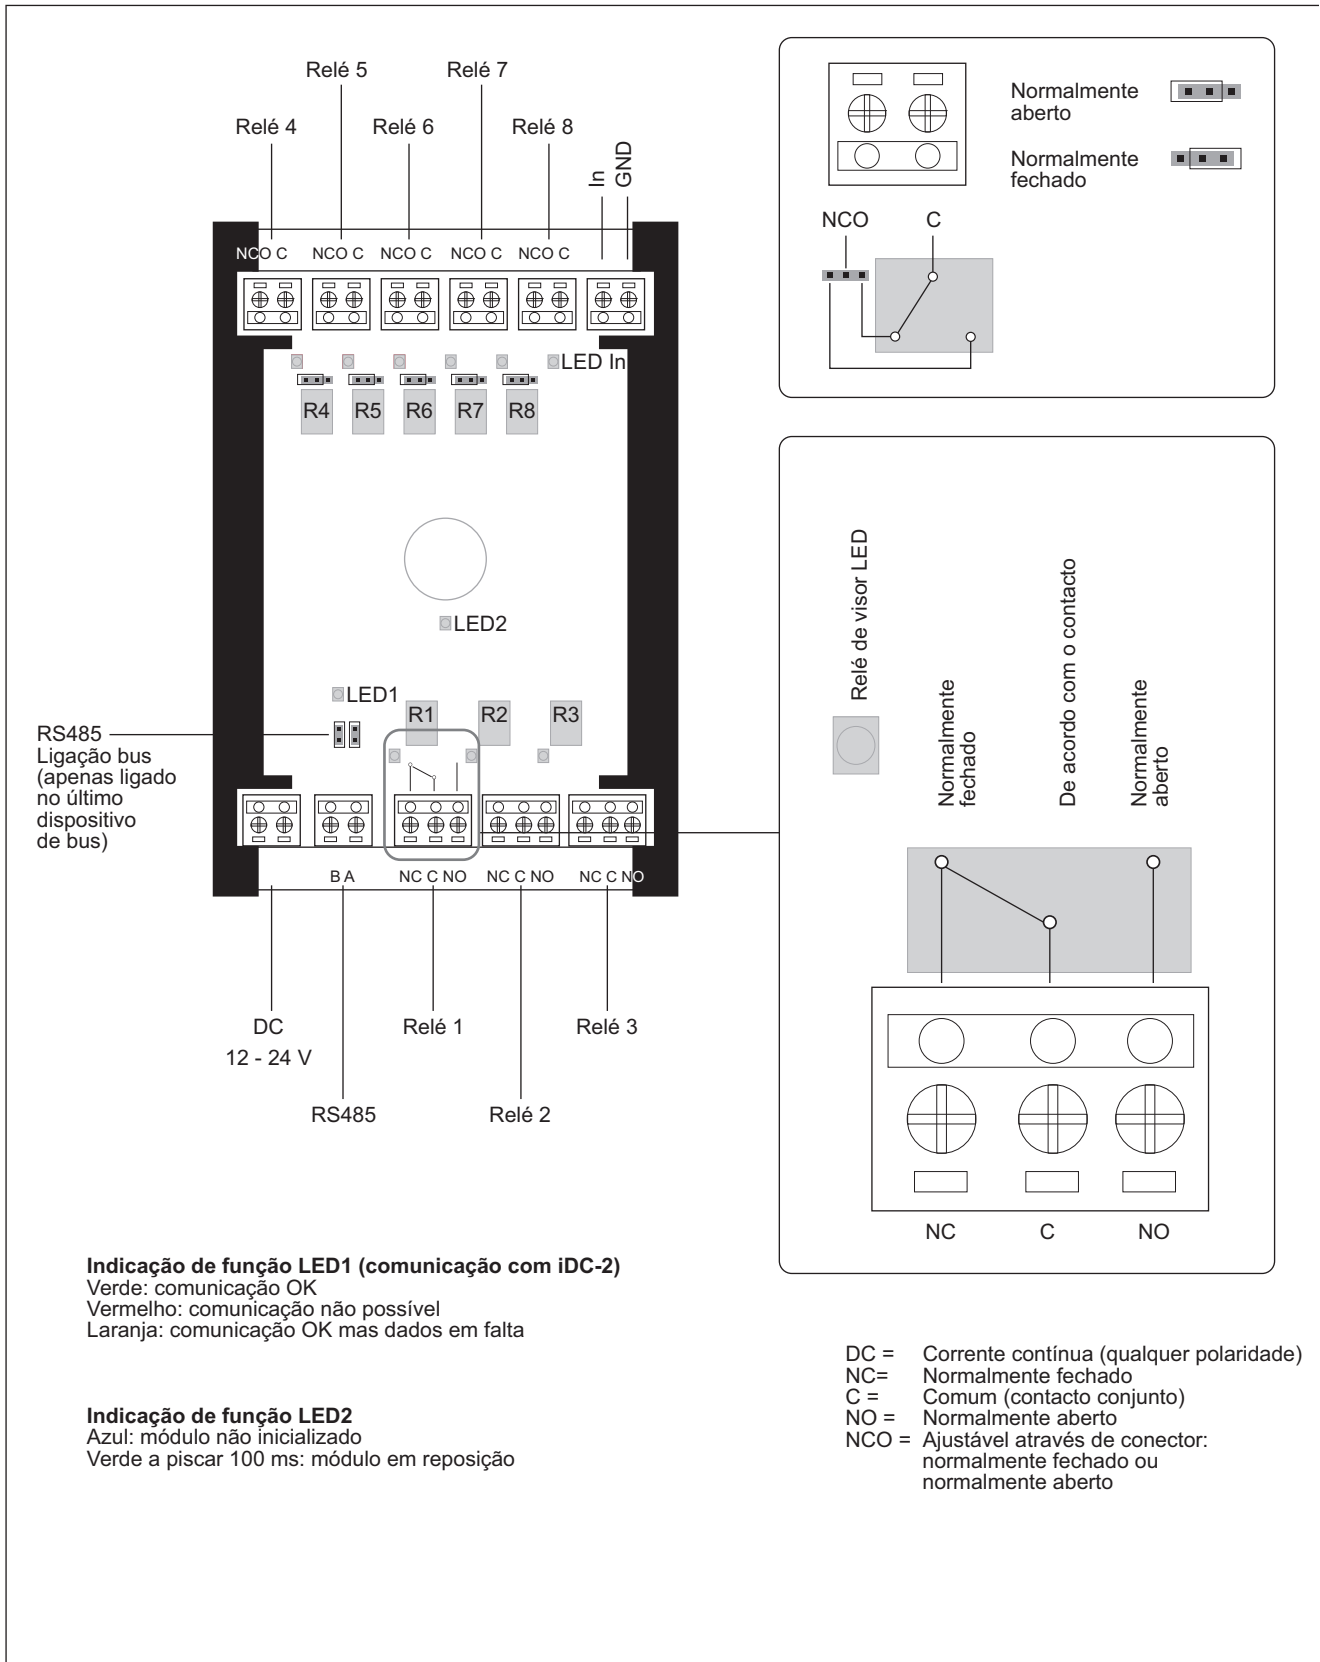 Relé 5
Relé 7
Relé 4
Relé 6
Relé 8
In
GND
NCO C
NCO C
NCO C
NCO C
NCO C
LED In
R4
R5
R6
R7
R8
LED2
LED1
R1
R2
R3
RS485
Ligação bus
(apenas ligado
no último
dispositivo
de bus)
B A
NC C NO
NC C NO
NC C NO
DC
12 - 24 V
Relé 1
Relé 3
RS485
Relé 2
Normalmente
aberto
Normalmente
fechado
NCO
C
Relé de visor LED
Normalmente
fechado
De acordo com o contacto
Normalmente
aberto
NC
C
NO
Indicação de função LED1 (comunicação com iDC-2)
Verde: comunicação OK
Vermelho: comunicação não possível
Laranja: comunicação OK mas dados em falta
Indicação de função LED2
Azul: módulo não inicializado
Verde a piscar 100 ms: módulo em reposição
DC = Corrente contínua (qualquer polaridade)
NC= Normalmente fechado
C = Comum (contacto conjunto)
NO = Normalmente aberto
NCO = Ajustável através de conector:
normalmente fechado ou
normalmente aberto